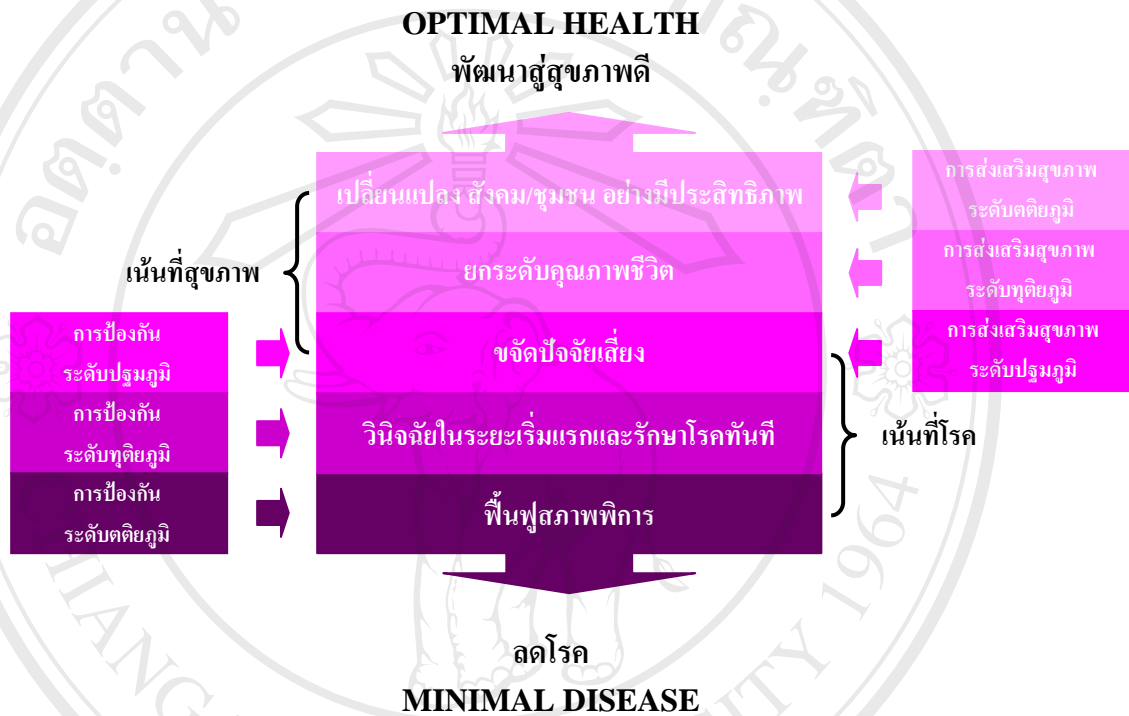 OPTIMAL HEALTH
พัฒนาสู่สุขภาพดี
เปลี่ยนแปลง สังคม/ชุมชน อย่างมีประสิทธิภาพ
การส่งเสริมสุขภาพ
ระดับตติยภูมิ
เน้นที่สุขภาพ
ยกระดับคุณภาพชีวิต
การส่งเสริมสุขภาพ
ระดับทุติยภูมิ
การป้องกัน
ระดับปฐมภูมิ
ขจัดปัจจัยเสี่ยง
การส่งเสริมสุขภาพ
ระดับปฐมภูมิ
การป้องกัน
ระดับทุติยภูมิ
วินิจฉัยในระยะเริ่มแรกและรักษาโรคทันที
เน้นที่โรค
การป้องกัน
ระดับตติยภูมิ
ฟื้นฟูสภาพพิการ
ลดโรค
MINIMAL DISEASE
1964